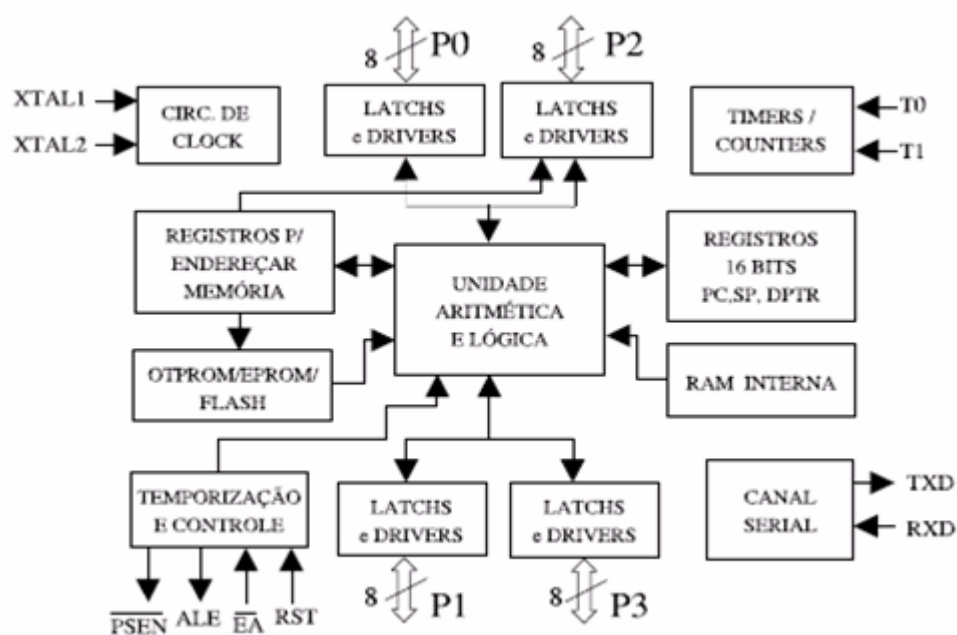 8 P0
8 P2
XTAL1
XTAL2
CIRC. DE
CLOCK
LATCHS
e DRIVERS
LATCHS
e DRIVERS
TIMERS /
COUNTERS
T0
T1
REGISTROS P/
ENDEREÇAR
MEMÓRIA
UNIDADE
ARITMÉTICA
E LÓGICA
REGISTROS
16 BITS
PC,SP, DPTR
OTPROM/EPROM/
FLASH
RAM INTERNA
TEMPORIZAÇÃO
E CONTROLE
LATCHS
e DRIVERS
LATCHS
e DRIVERS
CANAL
SERIAL
TXD
RXD
P̅S̅E̅N̅ ALE E̅A̅ RST
8 P1
8 P3